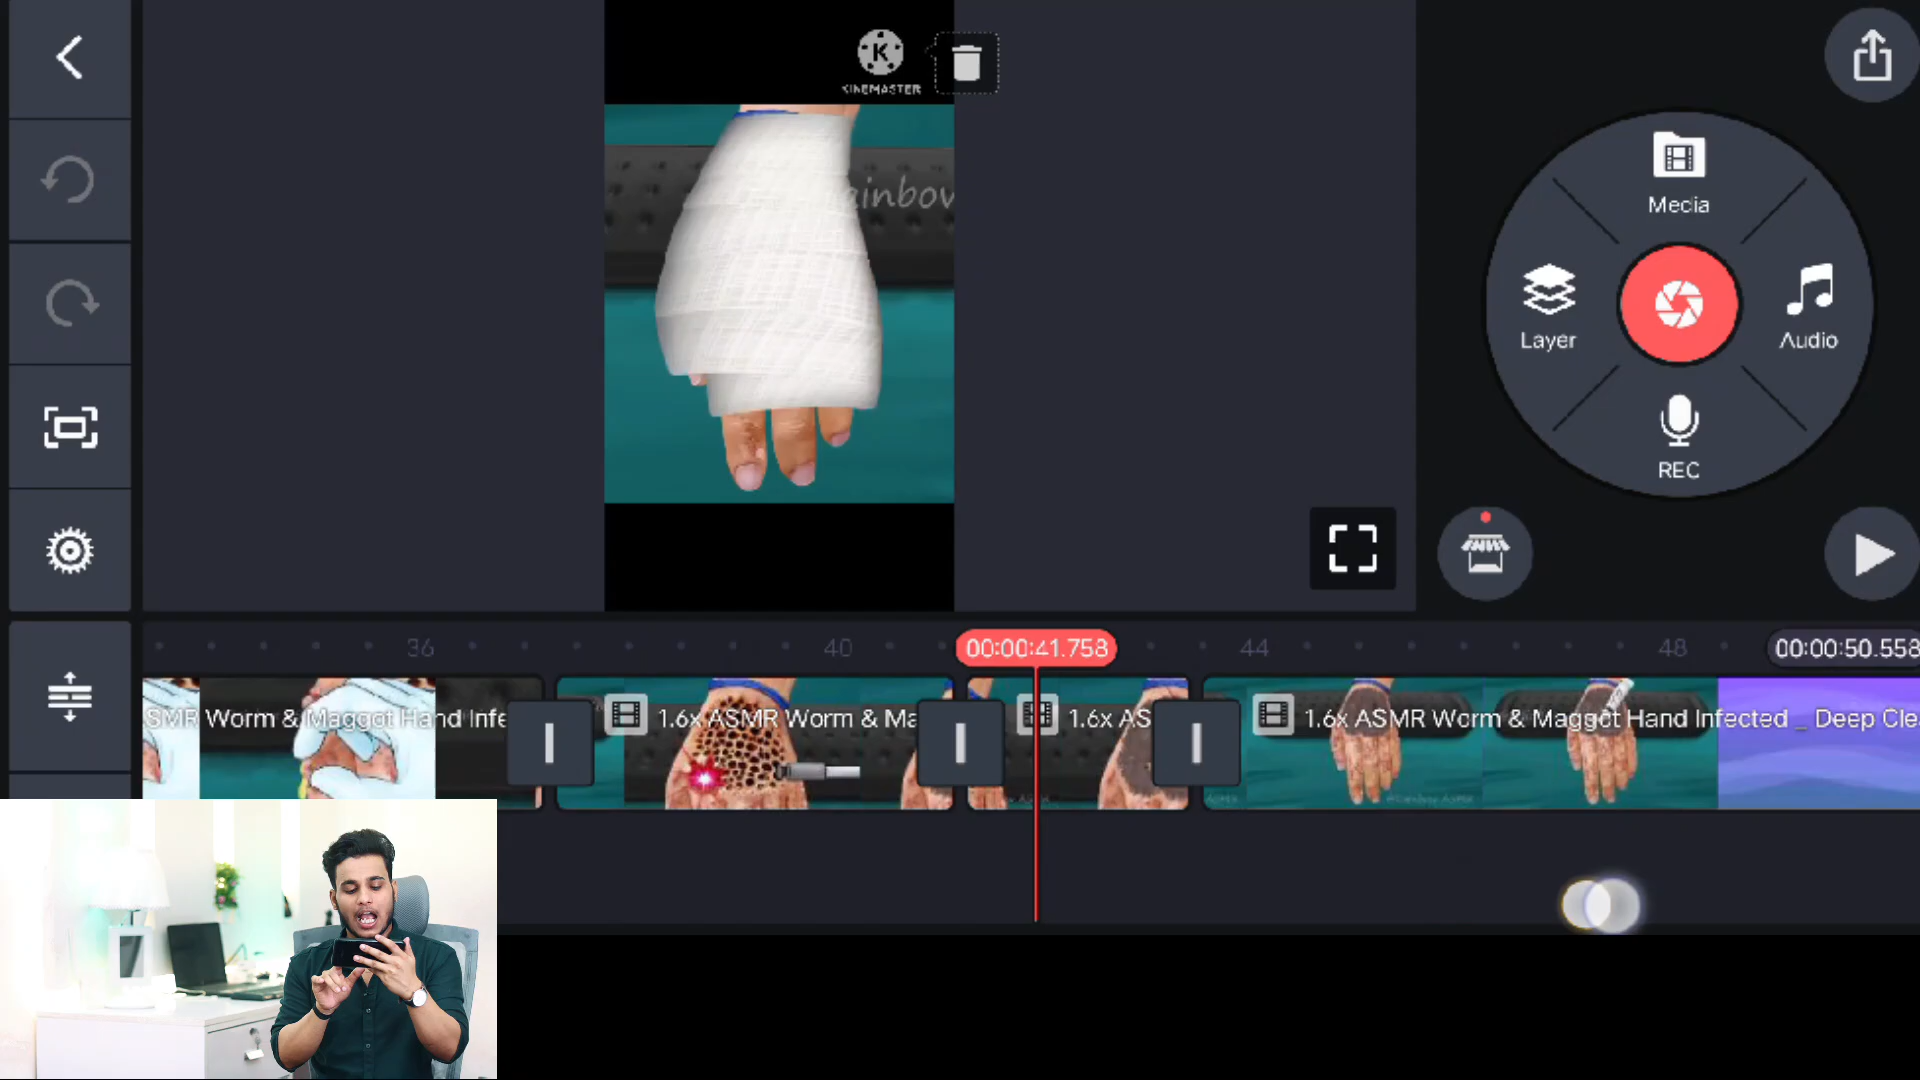 KINEMASTER
ainbow
Media
Layer
Audio
REC
36
40
00:00:41.758
44
48
00:00:50.558
SMR Worm & Maggot Hand Infe
1.6x ASMR Worm & Ma
1.6x AS
1.6x ASMR Worm & Maggot Hand Infected _ Deep Cle